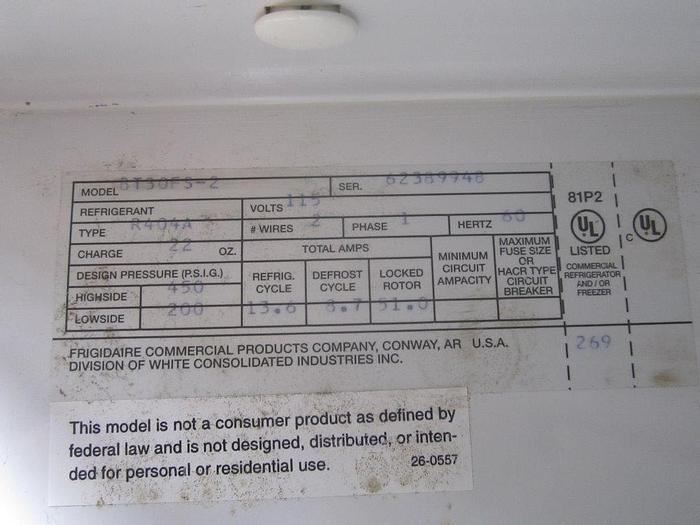 MODEL 8T30FS-2 SER. 62389948
REFRIGERANT TYPE R404A VOLTS 115
# WIRES 2 PHASE 1 HERTZ 60
CHARGE 22 OZ. TOTAL AMPS MINIMUM CIRCUIT AMPACITY MAXIMUM FUSE SIZE OR HACR TYPE CIRCUIT BREAKER
DESIGN PRESSURE (P.S.I.G.) REFRIG. CYCLE DEFROST CYCLE LOCKED ROTOR
HIGHSIDE 450
LOWSIDE 200 13.6 8.7 51.0
81P2
UL C UL
LISTED
COMMERCIAL
REFRIGERATOR
AND / OR
FREEZER
269
FRIGIDAIRE COMMERCIAL PRODUCTS COMPANY, CONWAY, AR U.S.A.
DIVISION OF WHITE CONSOLIDATED INDUSTRIES INC.
This model is not a consumer product as defined by
federal law and is not designed, distributed, or inten-
ded for personal or residential use. 26-0557